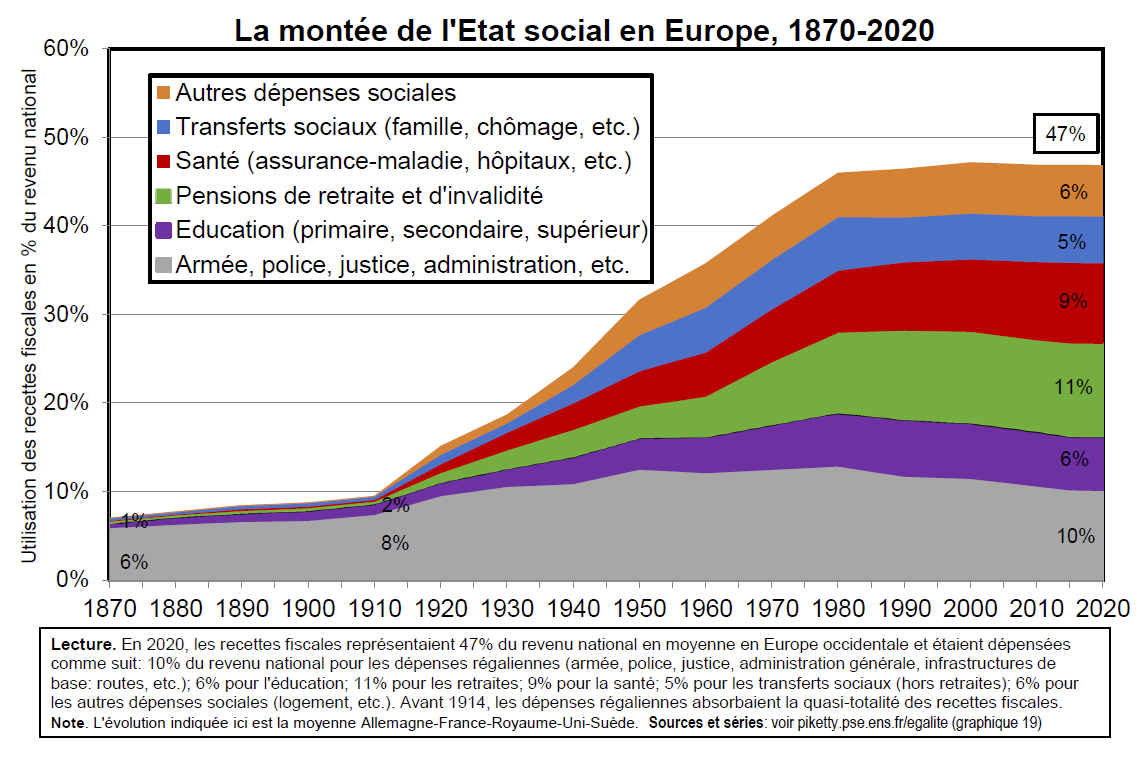 La montée de l'Etat social en Europe, 1870-2020
Utilisation des recettes fiscales en % du revenu national
60%
50%
40%
30%
20%
10%
0%
Autres dépenses sociales
Transferts sociaux (famille, chômage, etc.)
Santé (assurance-maladie, hôpitaux, etc.)
Pensions de retraite et d'invalidité
Education (primaire, secondaire, supérieur)
Armée, police, justice, administration, etc.
47%
6%
5%
9%
11%
6%
10%
1%
2%
6%
8%
1870 1880 1890 1900 1910 1920 1930 1940 1950 1960 1970 1980 1990 2000 2010 2020
Lecture. En 2020, les recettes fiscales représentaient 47% du revenu national en moyenne en Europe occidentale et étaient dépensées
comme suit: 10% du revenu national pour les dépenses régaliennes (armée, police, justice, administration générale, infrastructures de
base: routes, etc.); 6% pour l'éducation; 11% pour les retraites; 9% pour la santé; 5% pour les transferts sociaux (hors retraites); 6% pour
les autres dépenses sociales (logement, etc.). Avant 1914, les dépenses régaliennes absorbaient la quasi-totalité des recettes fiscales.
Note. L'évolution indiquée ici est la moyenne Allemagne-France-Royaume-Uni-Suède. Sources et séries: voir piketty.pse.ens.fr/egalite (graphique 19)